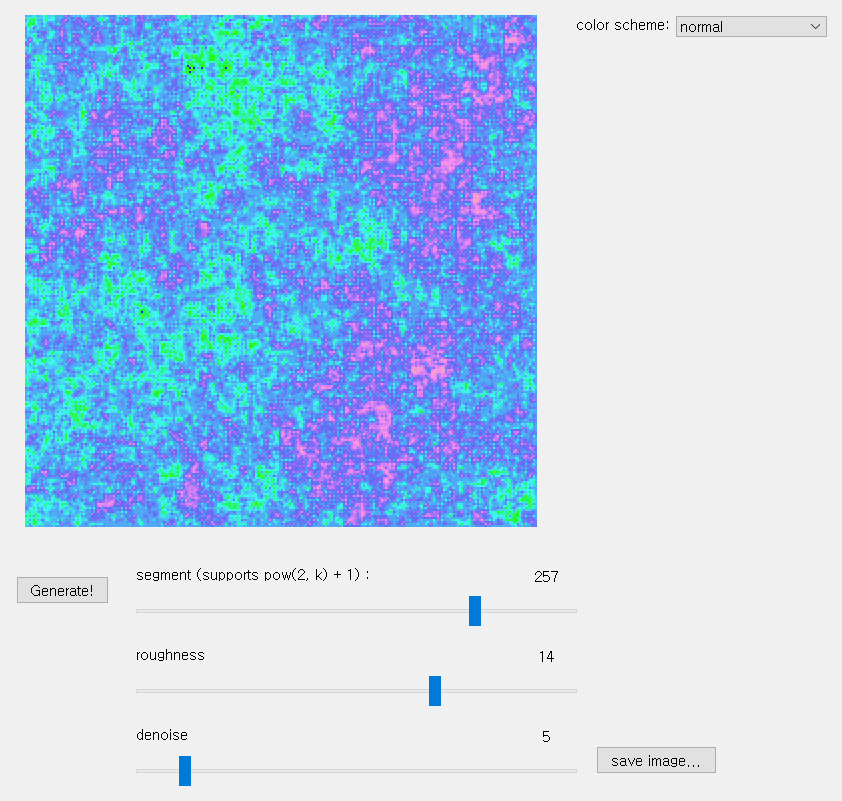 color scheme: normal
Generate!
segment (supports pow(2, k) + 1) : 257
roughness 14
denoise 5
save image...